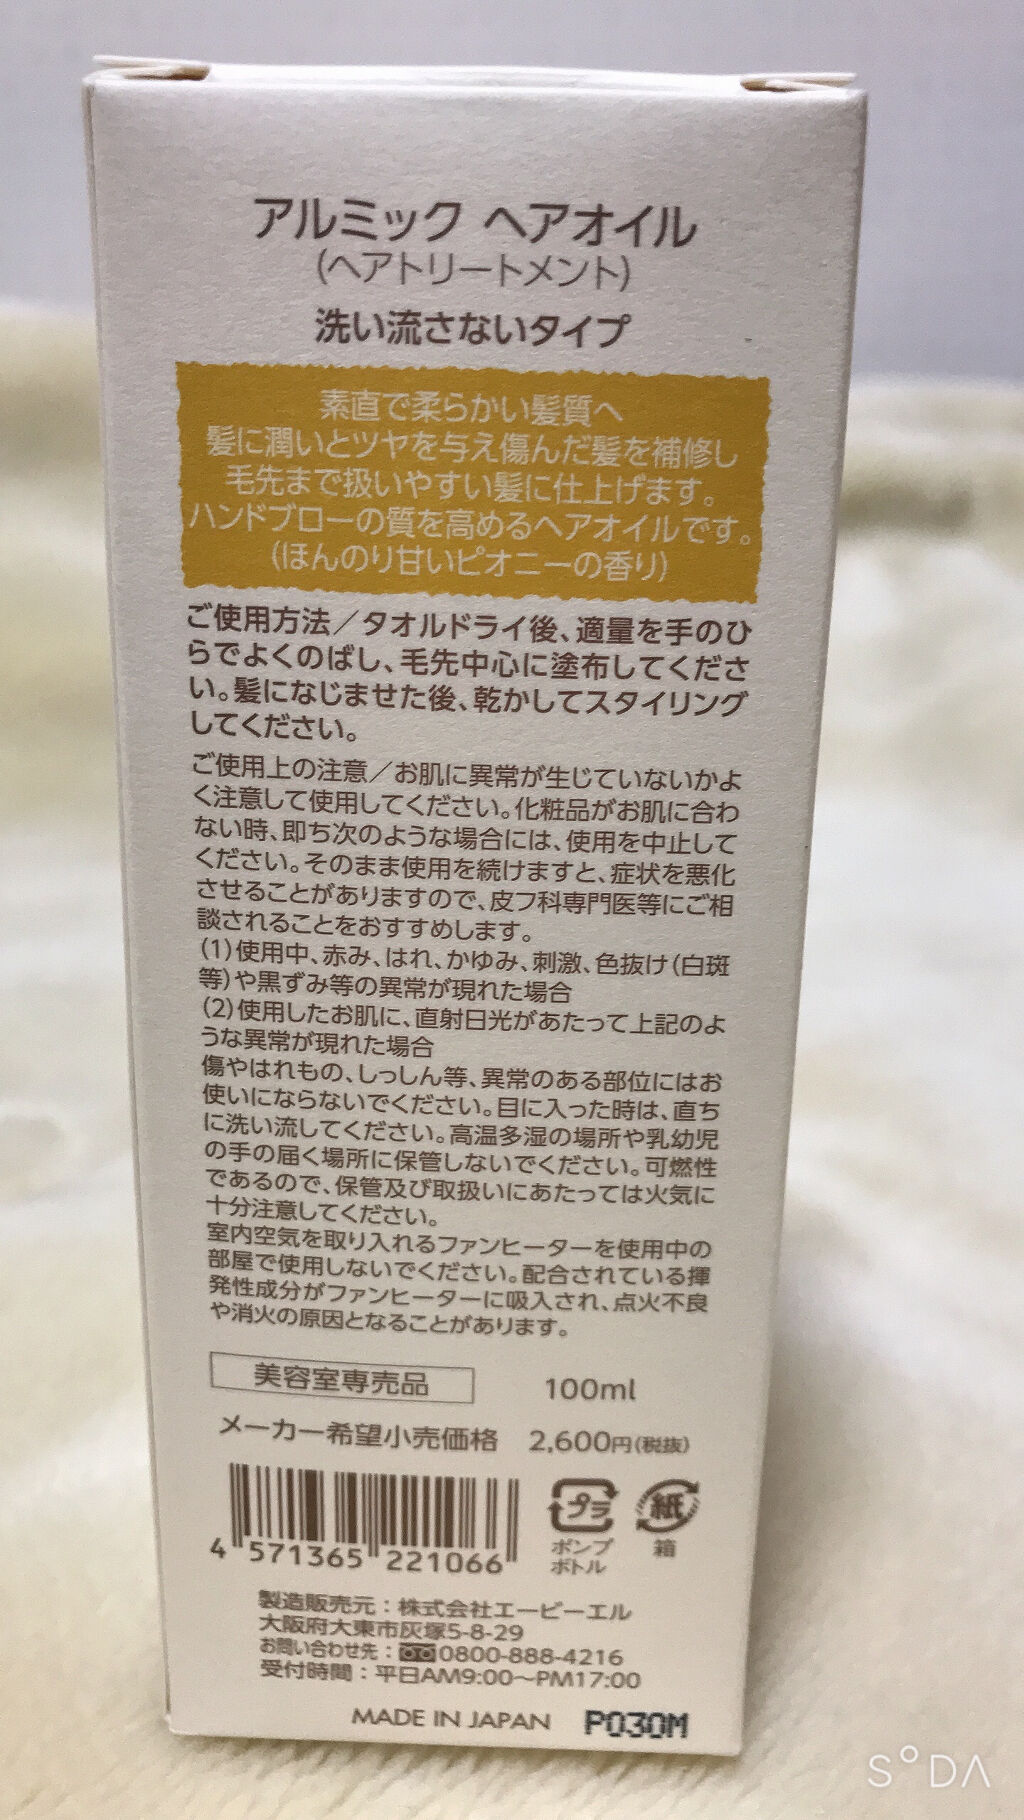 アルミック ヘアオイル
(ヘアトリートメント)
洗い流さないタイプ
素直で柔らかい髪質へ
髪に潤いとツヤを与え傷んだ髪を補修し
毛先まで扱いやすい髪に仕上げます。
ハンドブローの質を高めるヘアオイルです。
(ほんのり甘いピオニーの香り)
ご使用方法／タオルドライ後、適量を手のひ
らでよくのばし、毛先中心に塗布してくださ
い。髪になじませた後、乾かしてスタイリング
してください。
ご使用上の注意／お肌に異常が生じていないかよ
く注意して使用してください。化粧品がお肌に合わ
ない時、即ち次のような場合には、使用を中止して
ください。そのまま使用を続けますと、症状を悪化
させることがありますので、皮フ科専門医等にご相
談されることをおすすめします。
(1)使用中、赤み、はれ、かゆみ、刺激、色抜け(白斑
等)や黒ずみ等の異常が現れた場合
(2)使用したお肌に、直射日光があたって上記のよ
うな異常が現れた場合
傷やはれもの、しっしん等、異常のある部位にはお
使いにならないでください。目に入った時は、直ち
に洗い流してください。高温多湿の場所や乳幼児
の手の届く場所に保管しないでください。可燃性
であるので、保管及び取扱いにあたっては火気に
十分注意してください。
室内空気を取り入れるファンヒーターを使用中の
部屋で使用しないでください。配合されている揮
発性成分がファンヒーターに吸入され、点火不良
や消火の原因となることがあります。
美容室専売品 100ml
メーカー希望小売価格 2,600円(税抜)
プラ 紙
ポンプ 箱
ボトル
4 571365 221066
製造販売元：株式会社エーピーエル
大阪府大東市灰塚5-8-29
お問い合わせ先：0800-888-4216
受付時間：平日AM9:00～PM17:00
MADE IN JAPAN P030M
S°DΛ